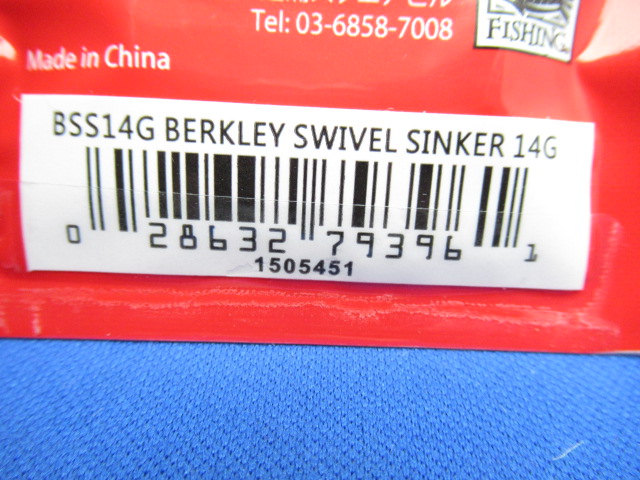 Tel: 03-6858-7008
FISHING
Made in China
BSS14G BERKLEY SWIVEL SINKER 14G
0 28632 79396 1
1505451